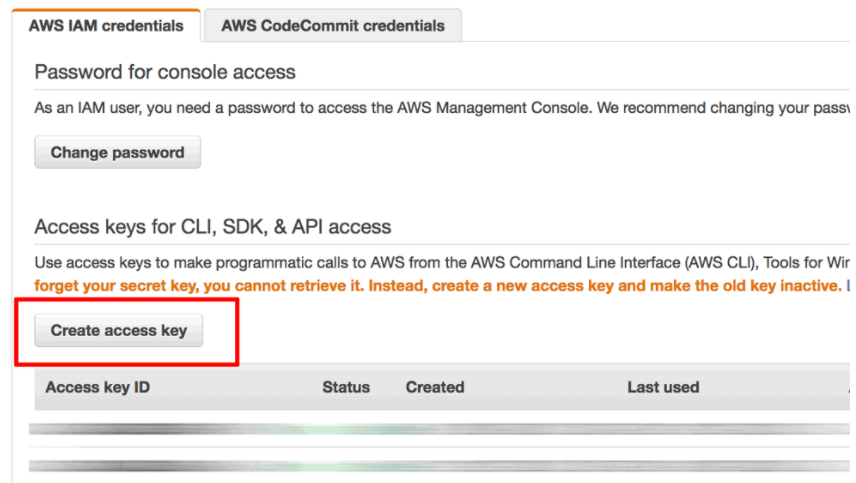 AWS IAM credentials
AWS CodeCommit credentials
Password for console access
As an IAM user, you need a password to access the AWS Management Console. We recommend changing your
Change password
Access keys for CLI, SDK, & API access
Use access keys to make programmatic calls to AWS from the AWS Command Line Interface (AWS CLI), Tools for
forget your secret key, you cannot retrieve it. Instead, create a new access key and make the old key inactive.
Create access key
Access key ID Status Created Last used